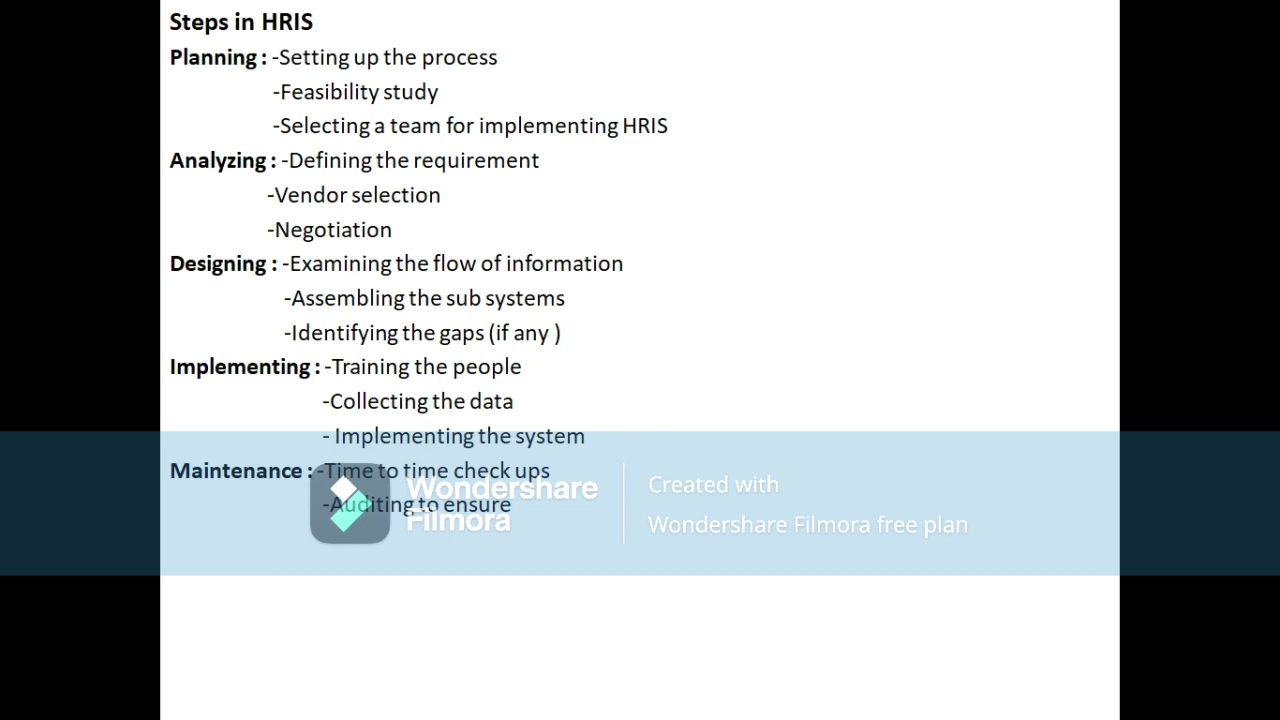 Steps in HRIS
Planning : -Setting up the process
-Feasibility study
-Selecting a team for implementing HRIS
Analyzing : -Defining the requirement
-Vendor selection
-Negotiation
Designing : -Examining the flow of information
-Assembling the sub systems
-Identifying the gaps (if any )
Implementing : -Training the people
-Collecting the data
- Implementing the system
Maintenance : -Time to time check ups
-Auditing to ensure
Wondershare
Filmora
Created with
Wondershare Filmora free plan